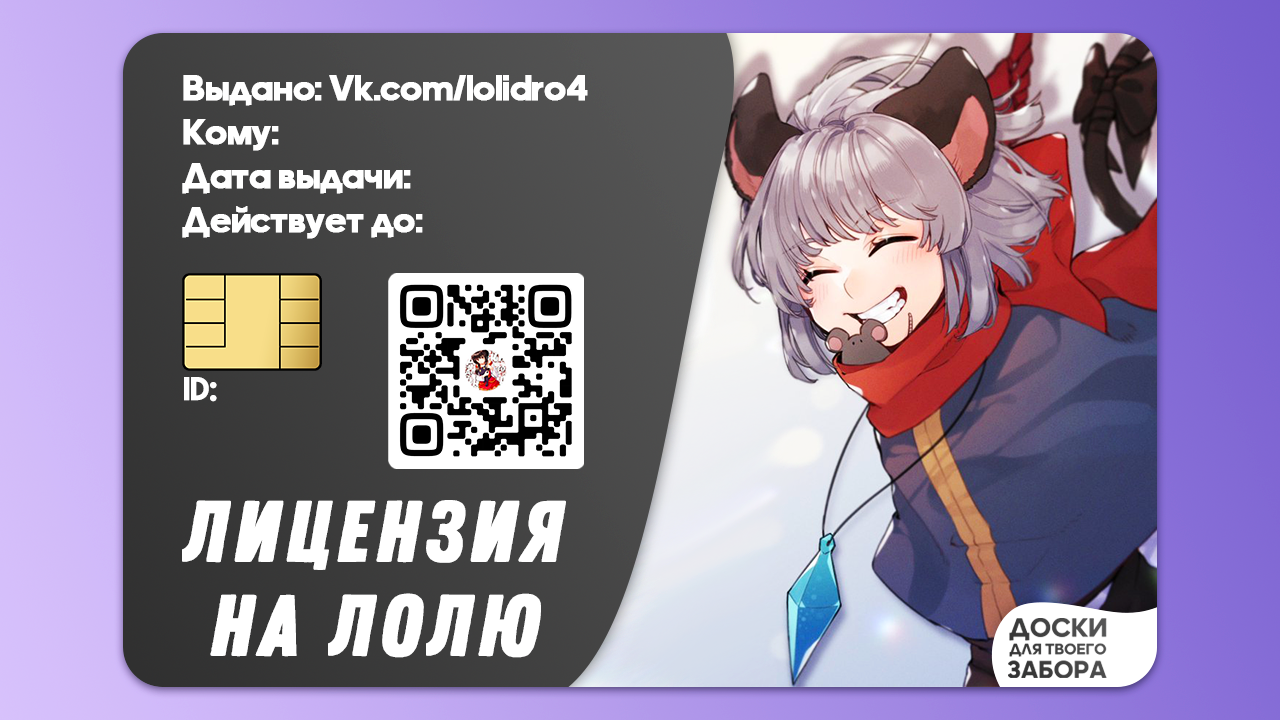 Выдано: Vk.com/lolidro4
Кому:
Дата выдачи:
Действует до:
ID:
ЛИЦЕНЗИЯ
НА ЛОЛЮ
ДОСКИ
ДЛЯ ТВОЕГО
ЗАБОРА